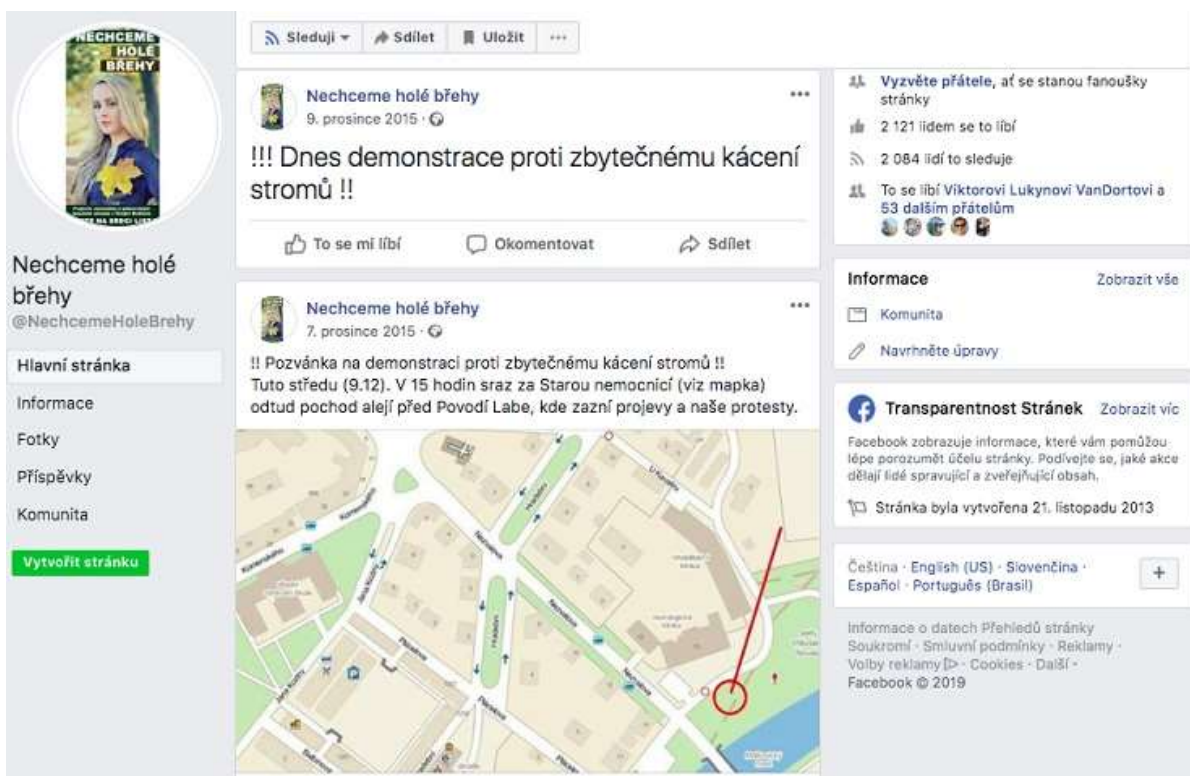 NECHCEME
HOLÉ
BŘEHY
Nechceme holé
břehy
@NechcemeHoleBrehy
Hlavní stránka
Informace
Fotky
Příspěvky
Komunita
Vytvořit stránku
Sleduji
Sdílet
Uložit
Nechceme holé břehy
9. prosince 2015
!!! Dnes demonstrace proti zbytečnému kácení
stromů !!
To se mi líbí
Okomentovat
Sdílet
Nechceme holé břehy
7. prosince 2015
!! Pozvánka na demonstraci proti zbytečnému kácení stromů !!
Tuto středu (9.12). V 15 hodin sraz za Starou nemocnicí (viz mapka)
odtud pochod alejí před Povodí Labe, kde zazní projevy a naše protesty.
Vyzvěte přátele, ať se stanou fanoušky
stránky
2 121 lidem se to líbí
2 084 lidí to sleduje
To se líbí Viktorovi Lukynovi VanDortovi a
53 dalším přátelům
Informace
Zobrazit vše
Komunita
Navrhněte úpravy
Transparentnost Stránek
Zobrazit víc
Facebook zobrazuje informace, které vám pomůžou
lépe porozumět účelu stránky. Podívejte se, jaké akce
dělají lidé spravující a zveřejňující obsah.
Stránka byla vytvořena 21. listopadu 2013
Čeština · English (US) · Slovenčina ·
Español · Português (Brasil)
+
Informace o datech Přehledů stránky
Soukromí · Smluvní podmínky · Reklamy ·
Volby reklamy · Cookies · Další
Facebook © 2019